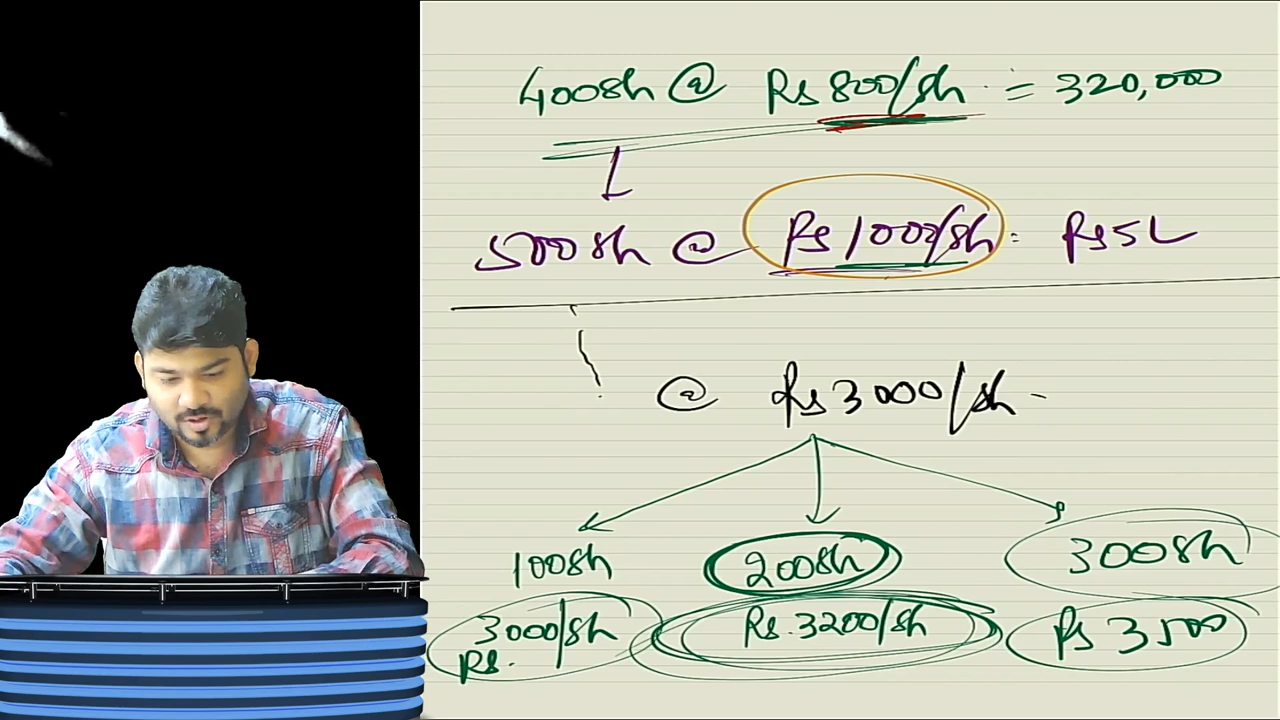 400sh @ Rs 800/sh = 320,000
500sh @ Rs 1000/sh = Rs 5L
@ Rs 3000/sh
100sh 200sh 300sh
3000/sh Rs. 3200/sh Rs 3500
Rs.